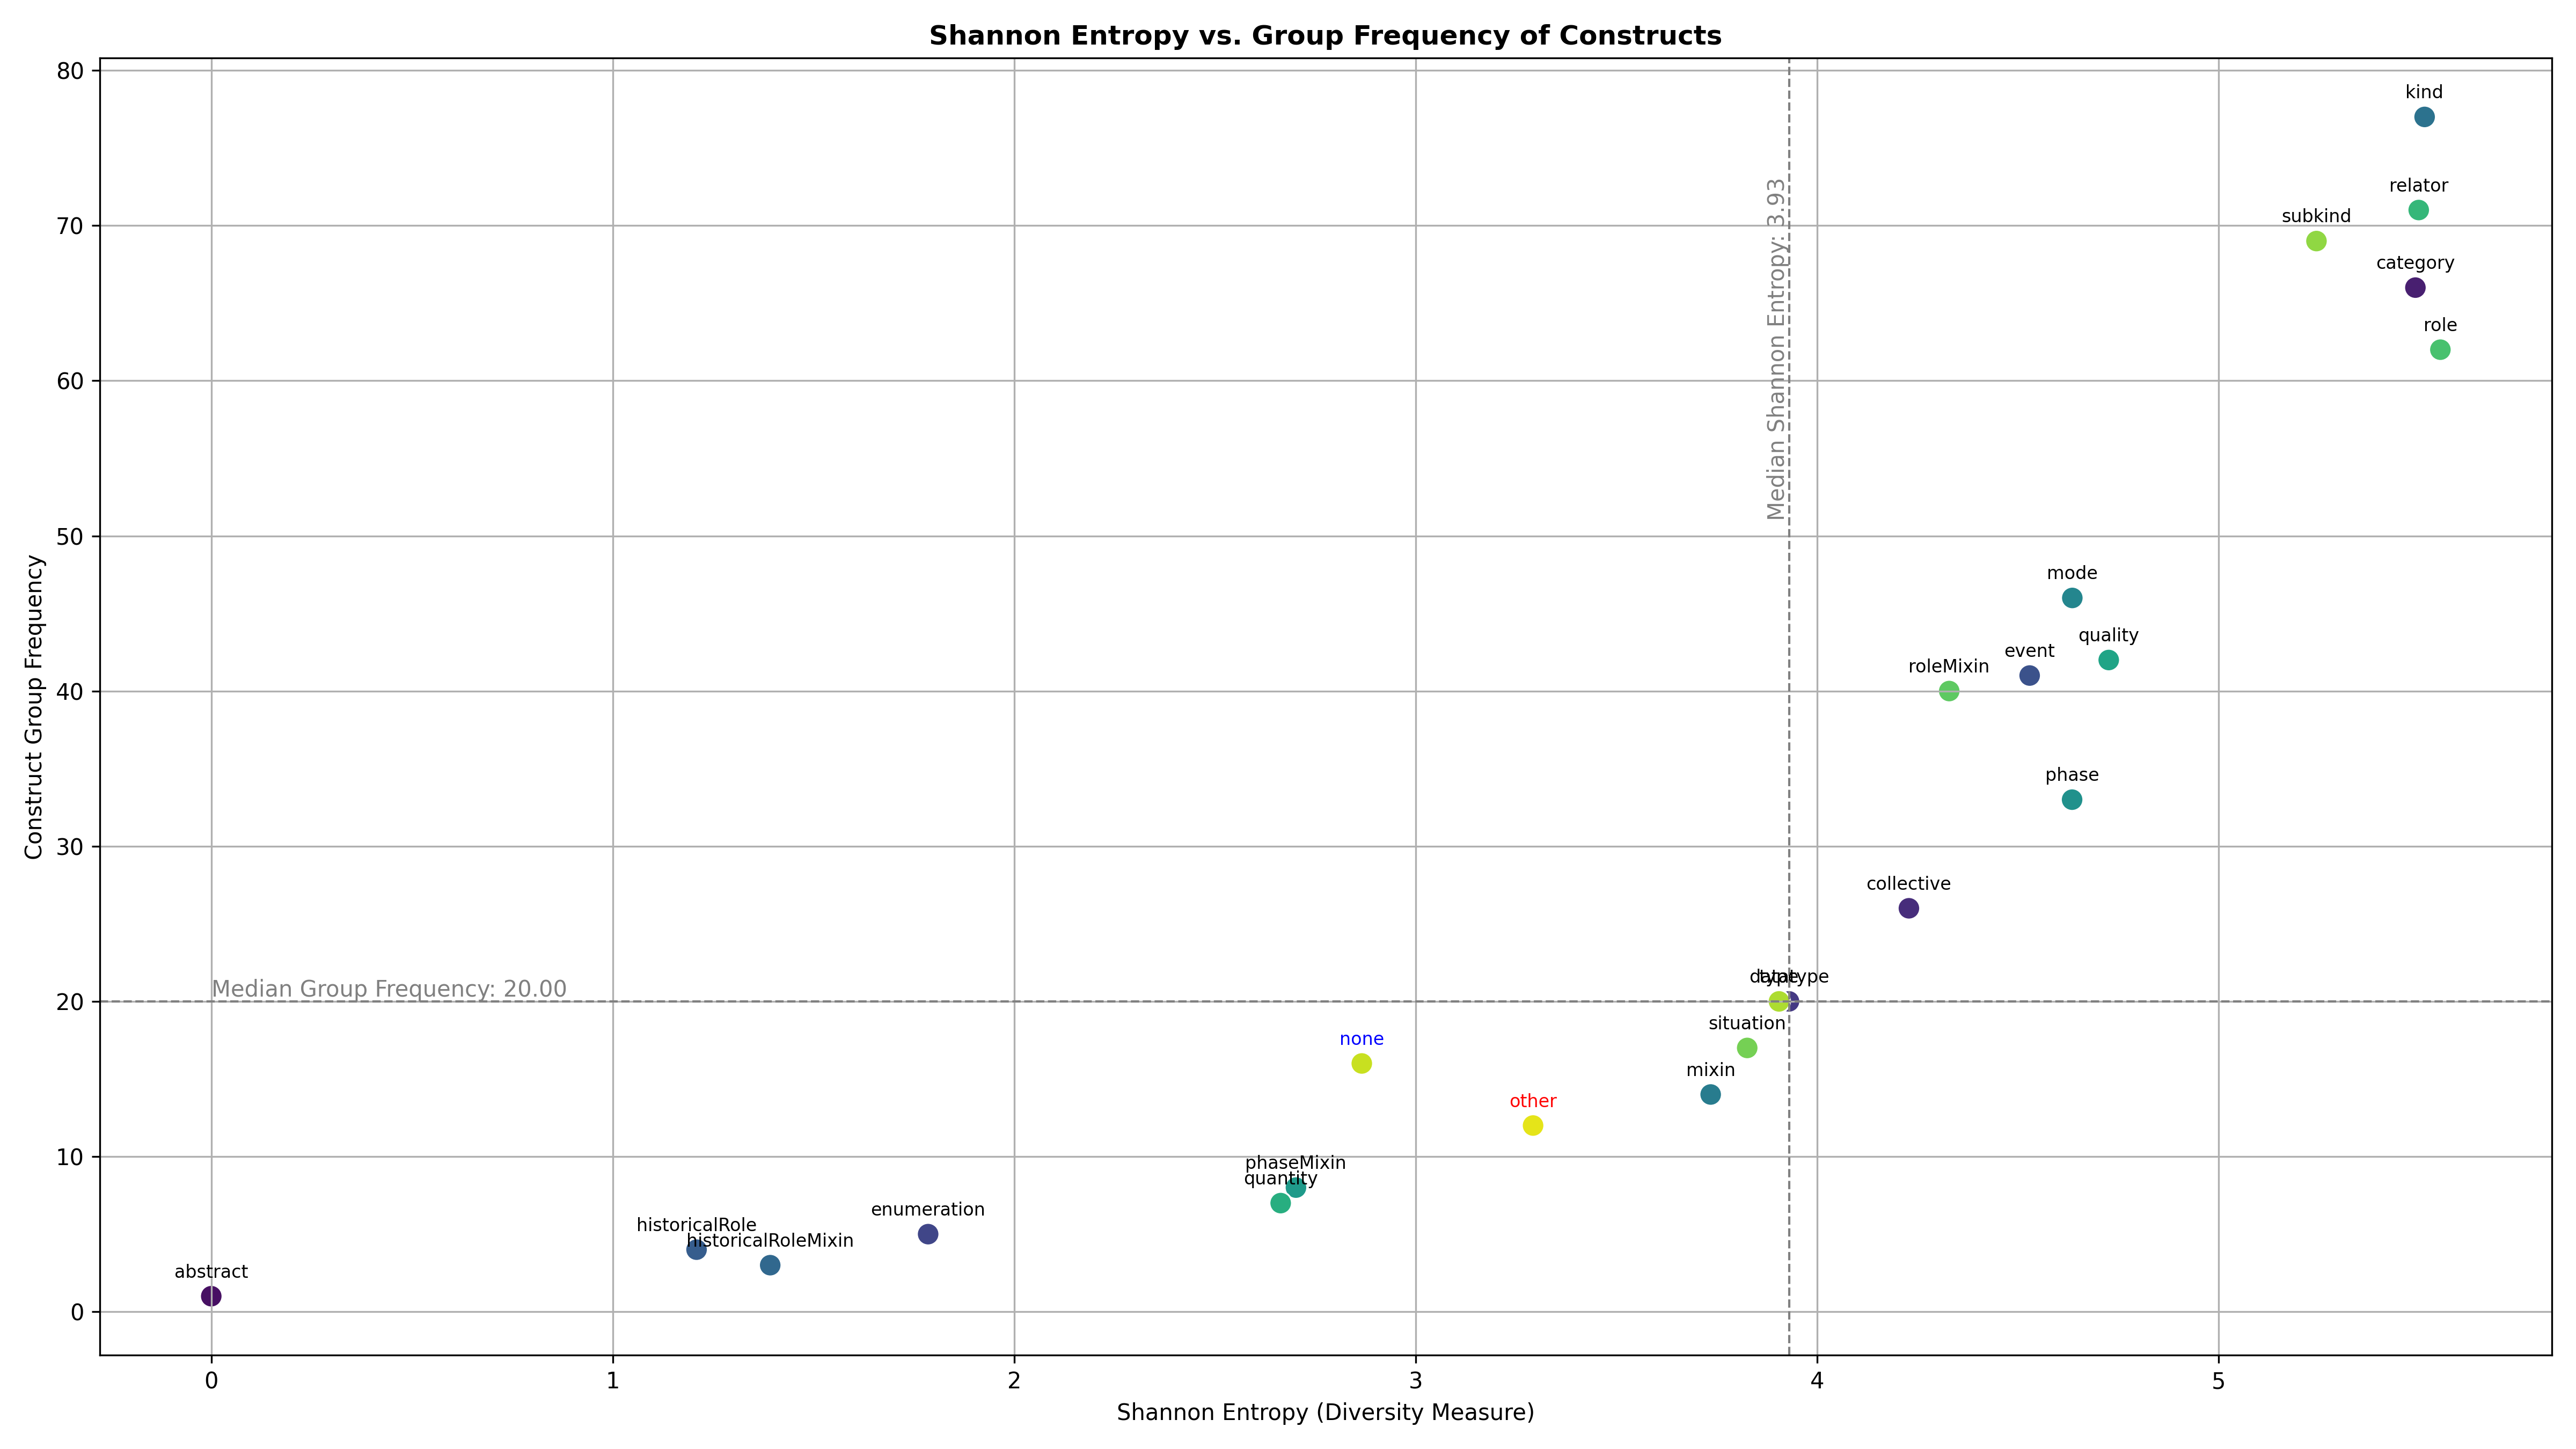 Shannon Entropy vs. Group Frequency of Constructs
80
kind
relator
70
subkind
category
role
60
Median Shannon Entropy: 3.93
50
mode
quality
event
roleMixin
40
phase
30
collective
datatype
type
Median Group Frequency: 20.00
20
situation
none
mixin
other
10
phaseMixin
quantity
enumeration
historicalRole
historicalRoleMixin
abstract
0
Construct Group Frequency
0 1 2 3 4 5
Shannon Entropy (Diversity Measure)